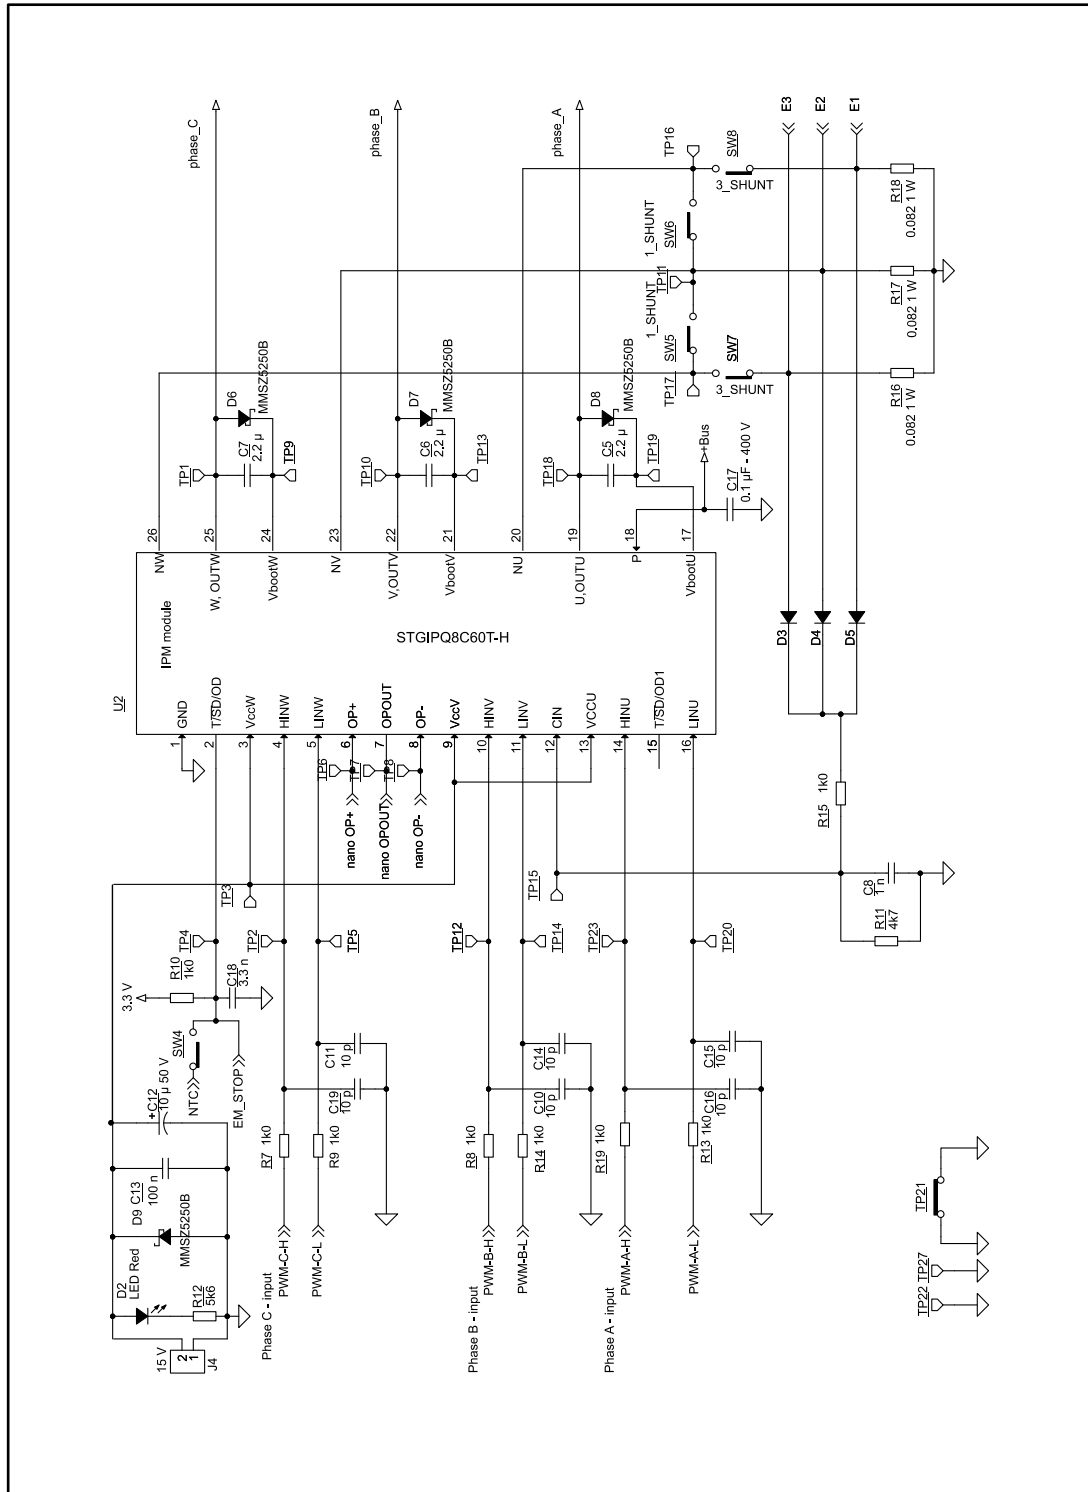 phase_C
phase_B
phase_A
E3
E2
E1
TP16
SW8
3_SHUNT
1_SHUNT
SW6
TP11
1_SHUNT
SW5
SW7
3_SHUNT
TP17
R18
0.082 1 W
R17
0.082 1 W
R16
0.082 1 W
D6
MMSZ5250B
C7
2.2 µ
TP1
TP9
D7
MMSZ5250B
C6
2.2 µ
TP10
TP13
D8
MMSZ5250B
C5
2.2 µ
TP18
TP19
+Bus
C17
0.1 µF - 400 V
26
25
24
23
22
21
20
19
18
17
NW
W, OUTW
VbootW
NV
V,OUTV
VbootV
NU
U,OUTU
P
VbootU
IPM module
STGIPQ8C60T-H
U2
GND
T/SD/OD
VccW
HINW
LINW
OP+
OPOUT
OP-
VccV
HINV
LINV
CIN
VCCU
HINU
T/SD/OD1
LINU
1
2
3
4
5
6
7
8
9
10
11
12
13
14
15
16
D3
D4
D5
TP6
TP7
TP8
nano OP+
nano OPOUT
nano OP-
R15
1k0
C8
1 n
R11
4k7
TP3
TP15
TP4
TP2
TP5
TP12
TP14
TP23
TP20
R10
1k0
3.3 V
C18
3.3 n
SW4
NTC
EM_STOP
C12
+
10 µ 50 V
C13
100 n
D9
MMSZ5250B
D2
LED Red
R12
5k6
15 V
2
1
J4
C11
10 p
C19
10 p
C14
10 p
C10
10 p
C15
10 p
C16
10 p
R7 1k0
R9 1k0
R8 1k0
R14 1k0
R19 1k0
R13 1k0
Phase C - input
PWM-C-H
PWM-C-L
Phase B - input
PWM-B-H
PWM-B-L
Phase A - input
PWM-A-H
PWM-A-L
TP21
TP27
TP22